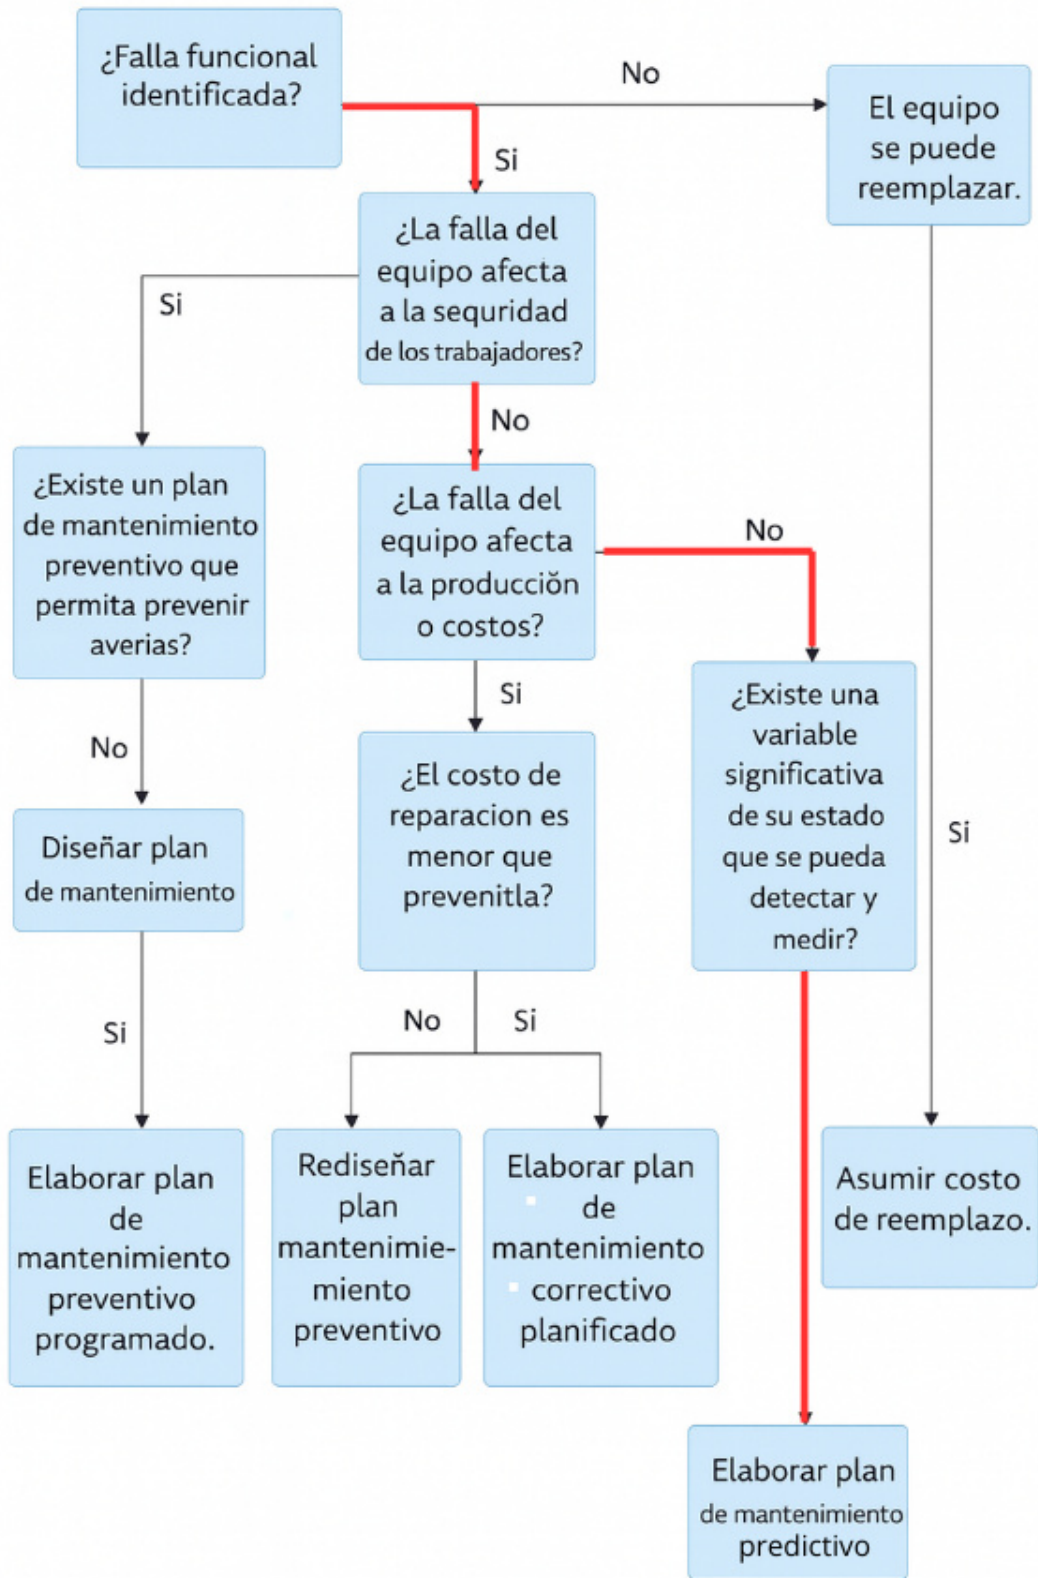 ¿Falla funcional
identificada?
No
El equipo
se puede
reemplazar.
Si
¿La falla del
equipo afecta
a la sequridad
de los trabajadores?
Si
No
¿Existe un plan
de mantenimiento
preventivo que
permita prevenir
averias?
¿La falla del
equipo afecta
a la producciŏn
o costos?
No
Si
¿Existe una
variable
significativa
de su estado
que se pueda
detectar y
medir?
No
¿El costo de
reparacion es
menor que
prevenitla?
Si
Diseñar plan
de mantenimiento
Si
No
Si
Elaborar plan
de
mantenimiento
preventivo
programado.
Rediseñar
plan
mantenimie-
miento
preventivo
Elaborar plan
de
mantenimiento
correctivo
planificado
Asumir costo
de reemplazo.
Elaborar plan
de mantenimiento
predictivo